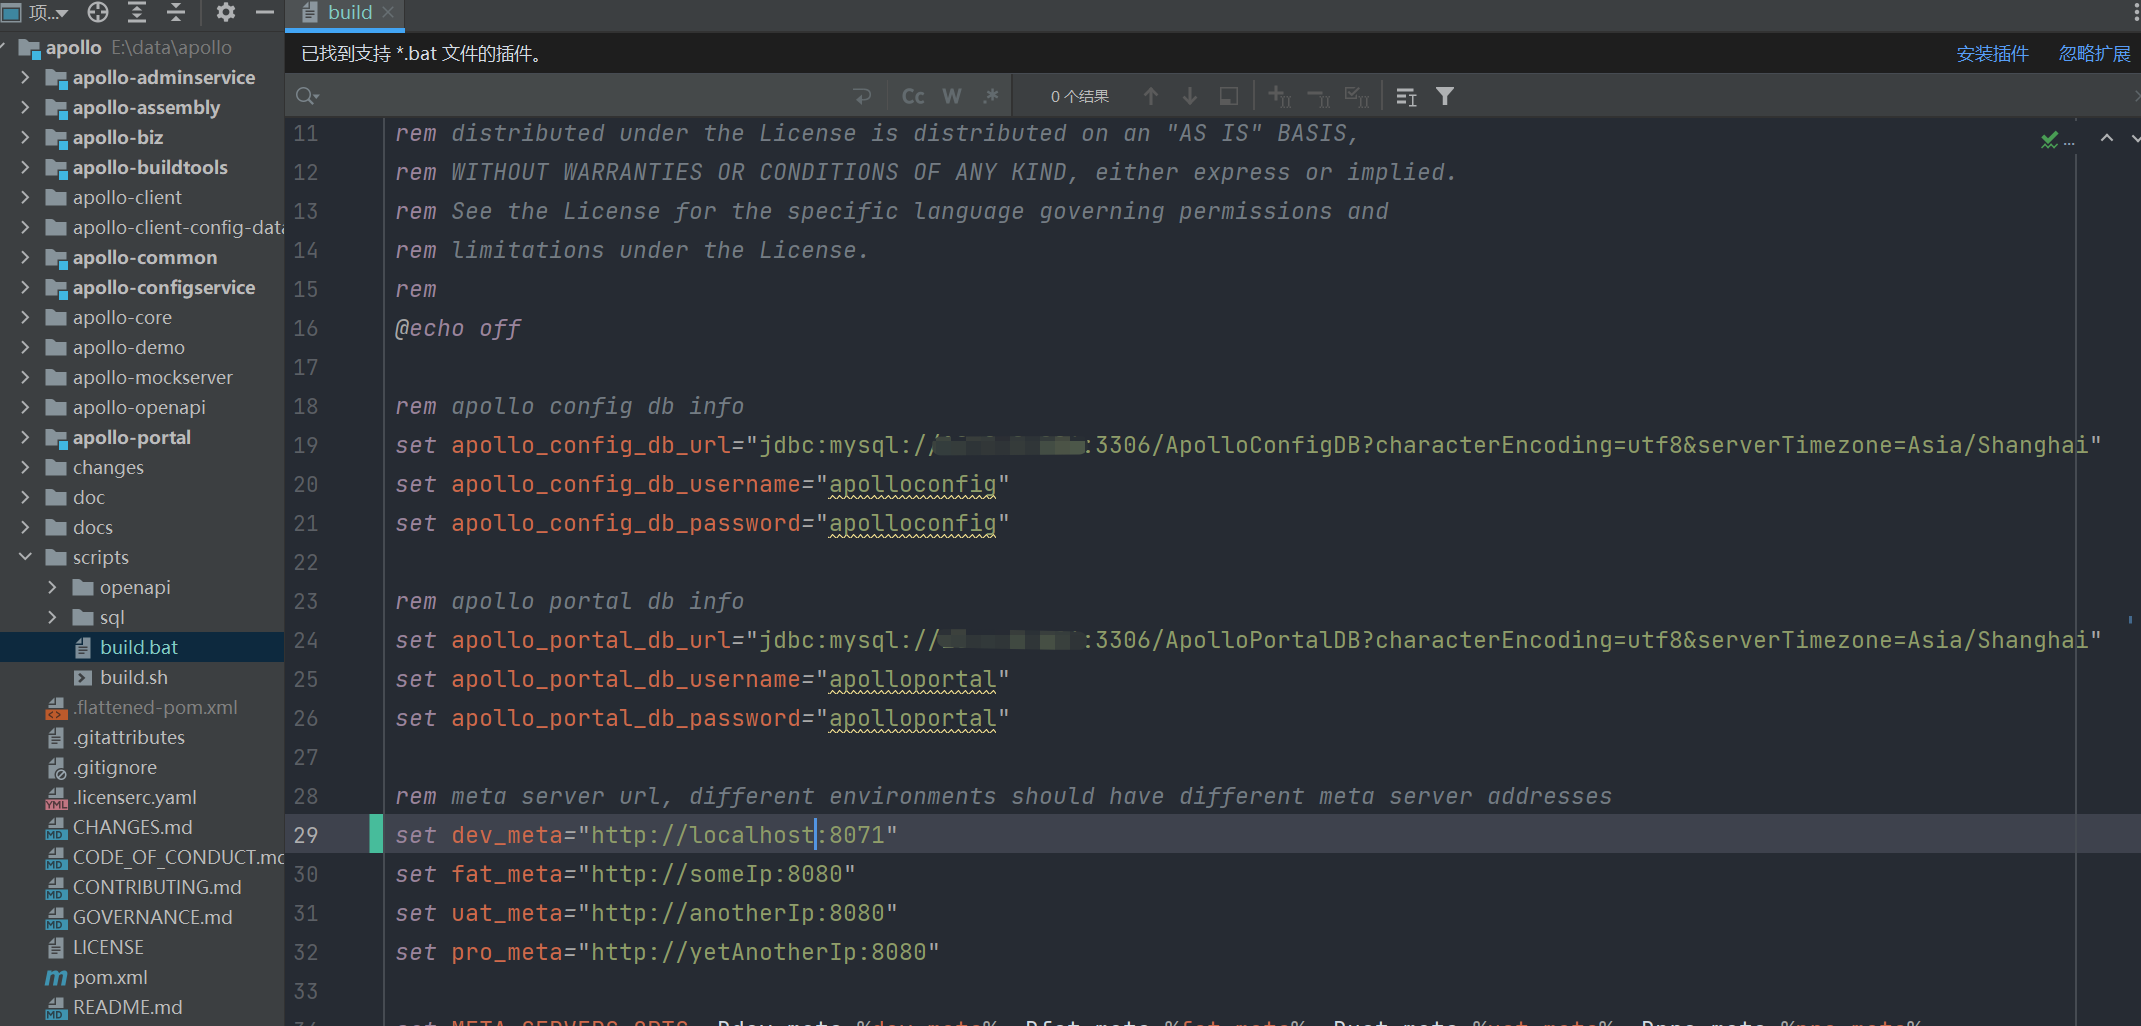 项...
build
apollo E:\data\apollo
apollo-adminservice
apollo-assembly
apollo-biz
apollo-buildtools
apollo-client
apollo-client-config-data
apollo-common
apollo-configservice
apollo-core
apollo-demo
apollo-mockserver
apollo-openapi
apollo-portal
changes
doc
docs
scripts
openapi
sql
build.bat
build.sh
.flattened-pom.xml
.gitattributes
.gitignore
.licenserc.yaml
CHANGES.md
CODE_OF_CONDUCT.md
CONTRIBUTING.md
GOVERNANCE.md
LICENSE
pom.xml
README.md
已找到支持 *.bat 文件的插件。 安装插件 忽略扩展
Cc W .* 0 个结果
11 rem distributed under the License is distributed on an "AS IS" BASIS,
12 rem WITHOUT WARRANTIES OR CONDITIONS OF ANY KIND, either express or implied.
13 rem See the License for the specific language governing permissions and
14 rem limitations under the License.
15 rem
16 @echo off
17
18 rem apollo config db info
19 set apollo_config_db_url="jdbc:mysql:// :3306/ApolloConfigDB?characterEncoding=utf8&serverTimezone=Asia/Shanghai"
20 set apollo_config_db_username="apolloconfig"
21 set apollo_config_db_password="apolloconfig"
22
23 rem apollo portal db info
24 set apollo_portal_db_url="jdbc:mysql:// :3306/ApolloPortalDB?characterEncoding=utf8&serverTimezone=Asia/Shanghai"
25 set apollo_portal_db_username="apolloportal"
26 set apollo_portal_db_password="apolloportal"
27
28 rem meta server url, different environments should have different meta server addresses
29 set dev_meta="http://localhost:8071"
30 set fat_meta="http://someIp:8080"
31 set uat_meta="http://anotherIp:8080"
32 set pro_meta="http://yetAnotherIp:8080"
33